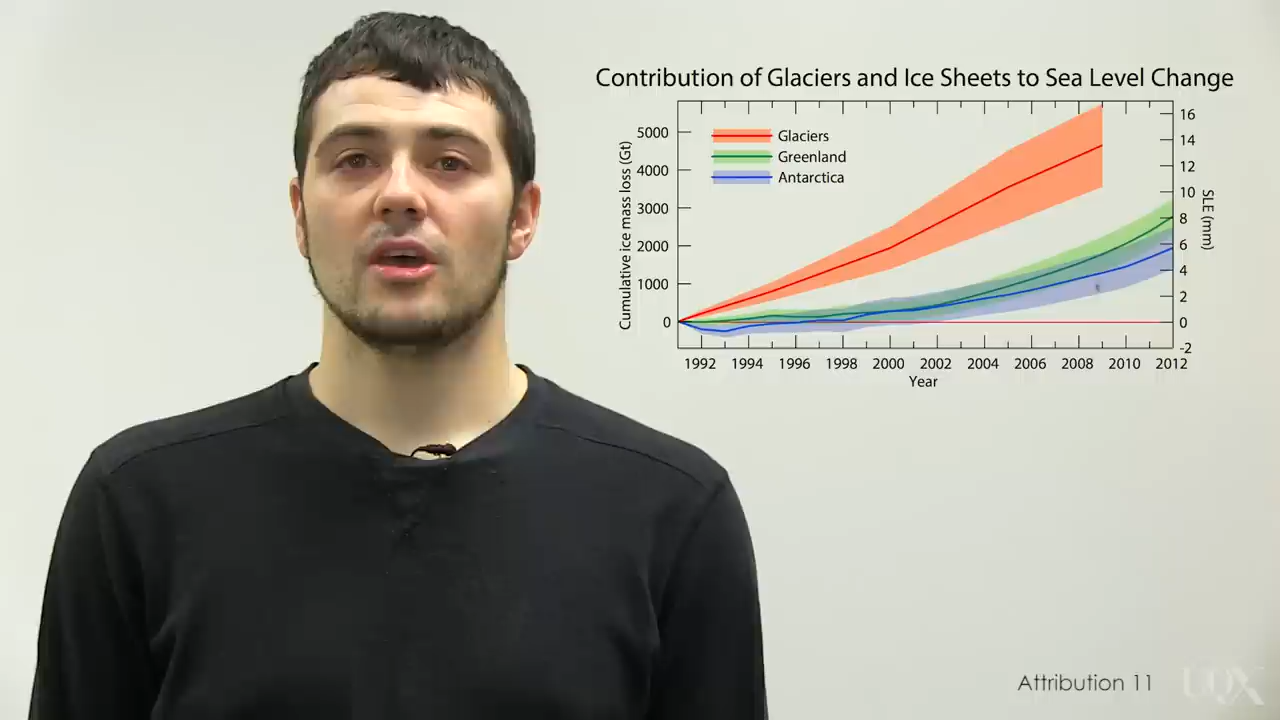 Contribution of Glaciers and Ice Sheets to Sea Level Change
Glaciers
Greenland
Antarctica
Cumulative ice mass loss (Gt)
5000
4000
3000
2000
1000
0
16
14
12
10
8
6
4
2
0
-2
SLE (mm)
1992 1994 1996 1998 2000 2002 2004 2006 2008 2010 2012
Year
Attribution 11
UQX